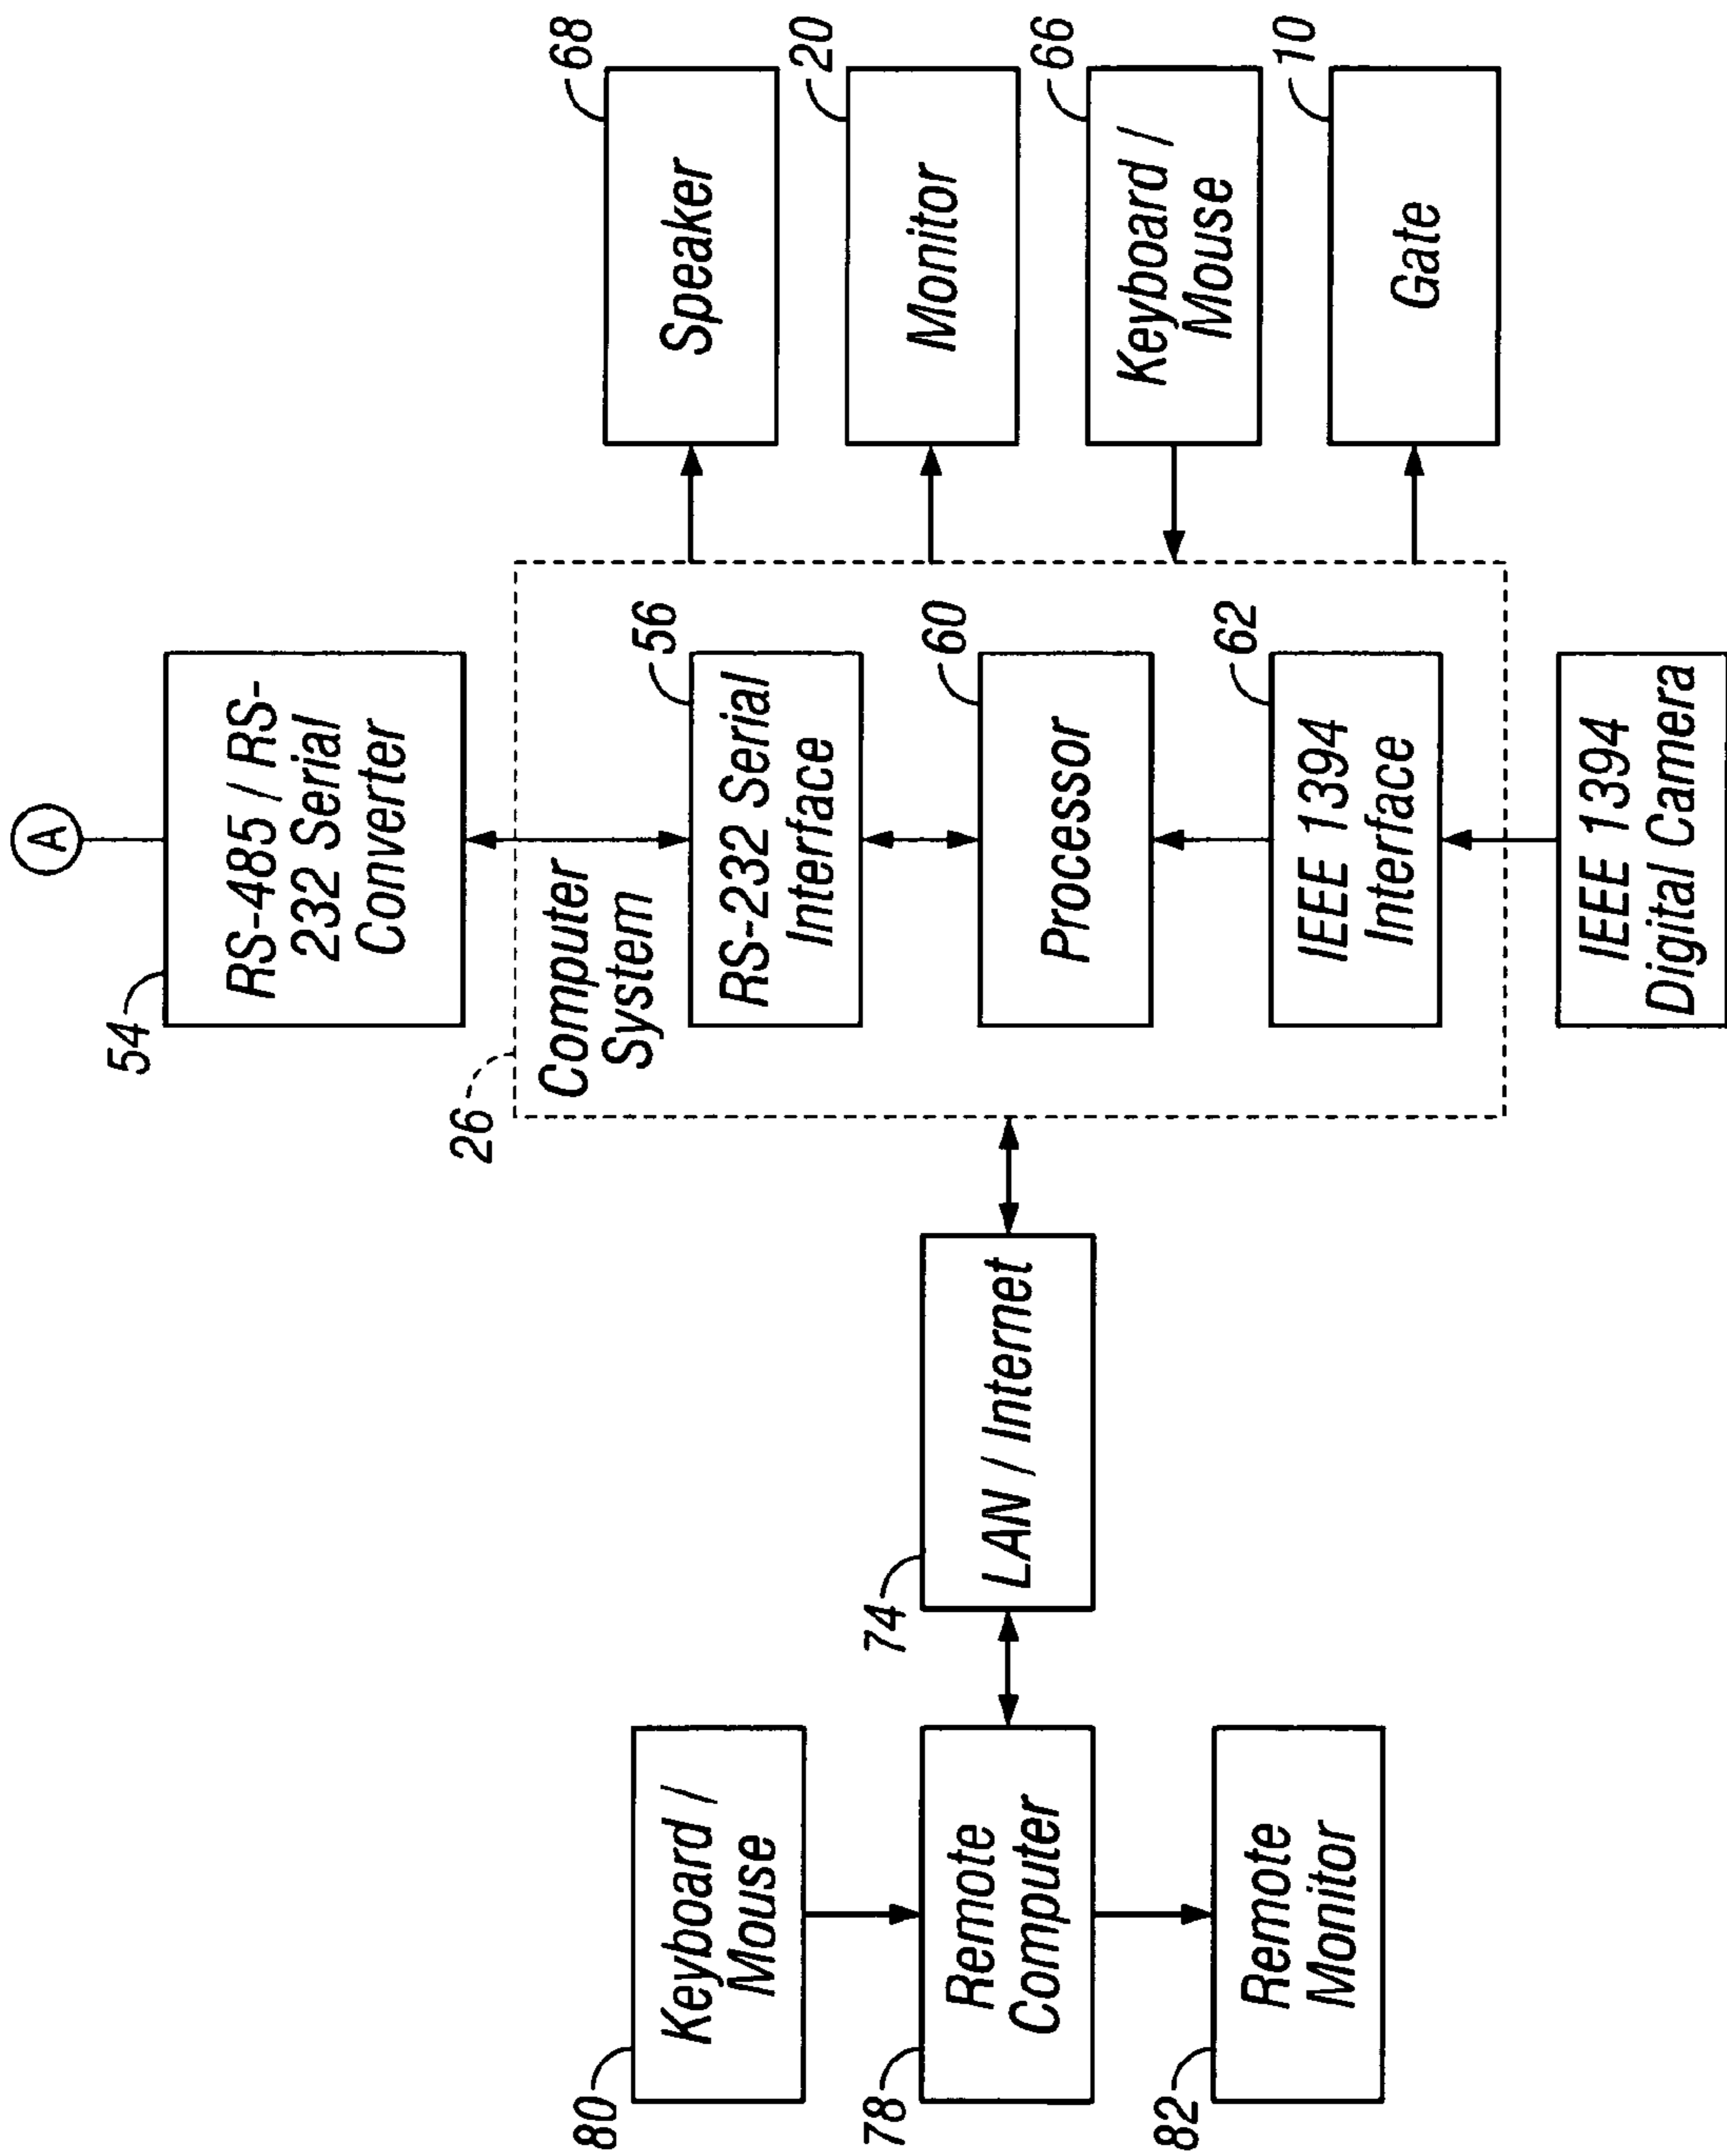 A
54
RS-485 / RS-
232 Serial
Converter
26
Computer
System
56
RS-232 Serial
Interface
60
Processor
62
IEEE 1394
Interface
IEEE 1394
Digital Camera
68
Speaker
20
Monitor
66
Keyboard /
Mouse
10
Gate
74
LAN / Internet
80
Keyboard /
Mouse
78
Remote
Computer
82
Remote
Monitor